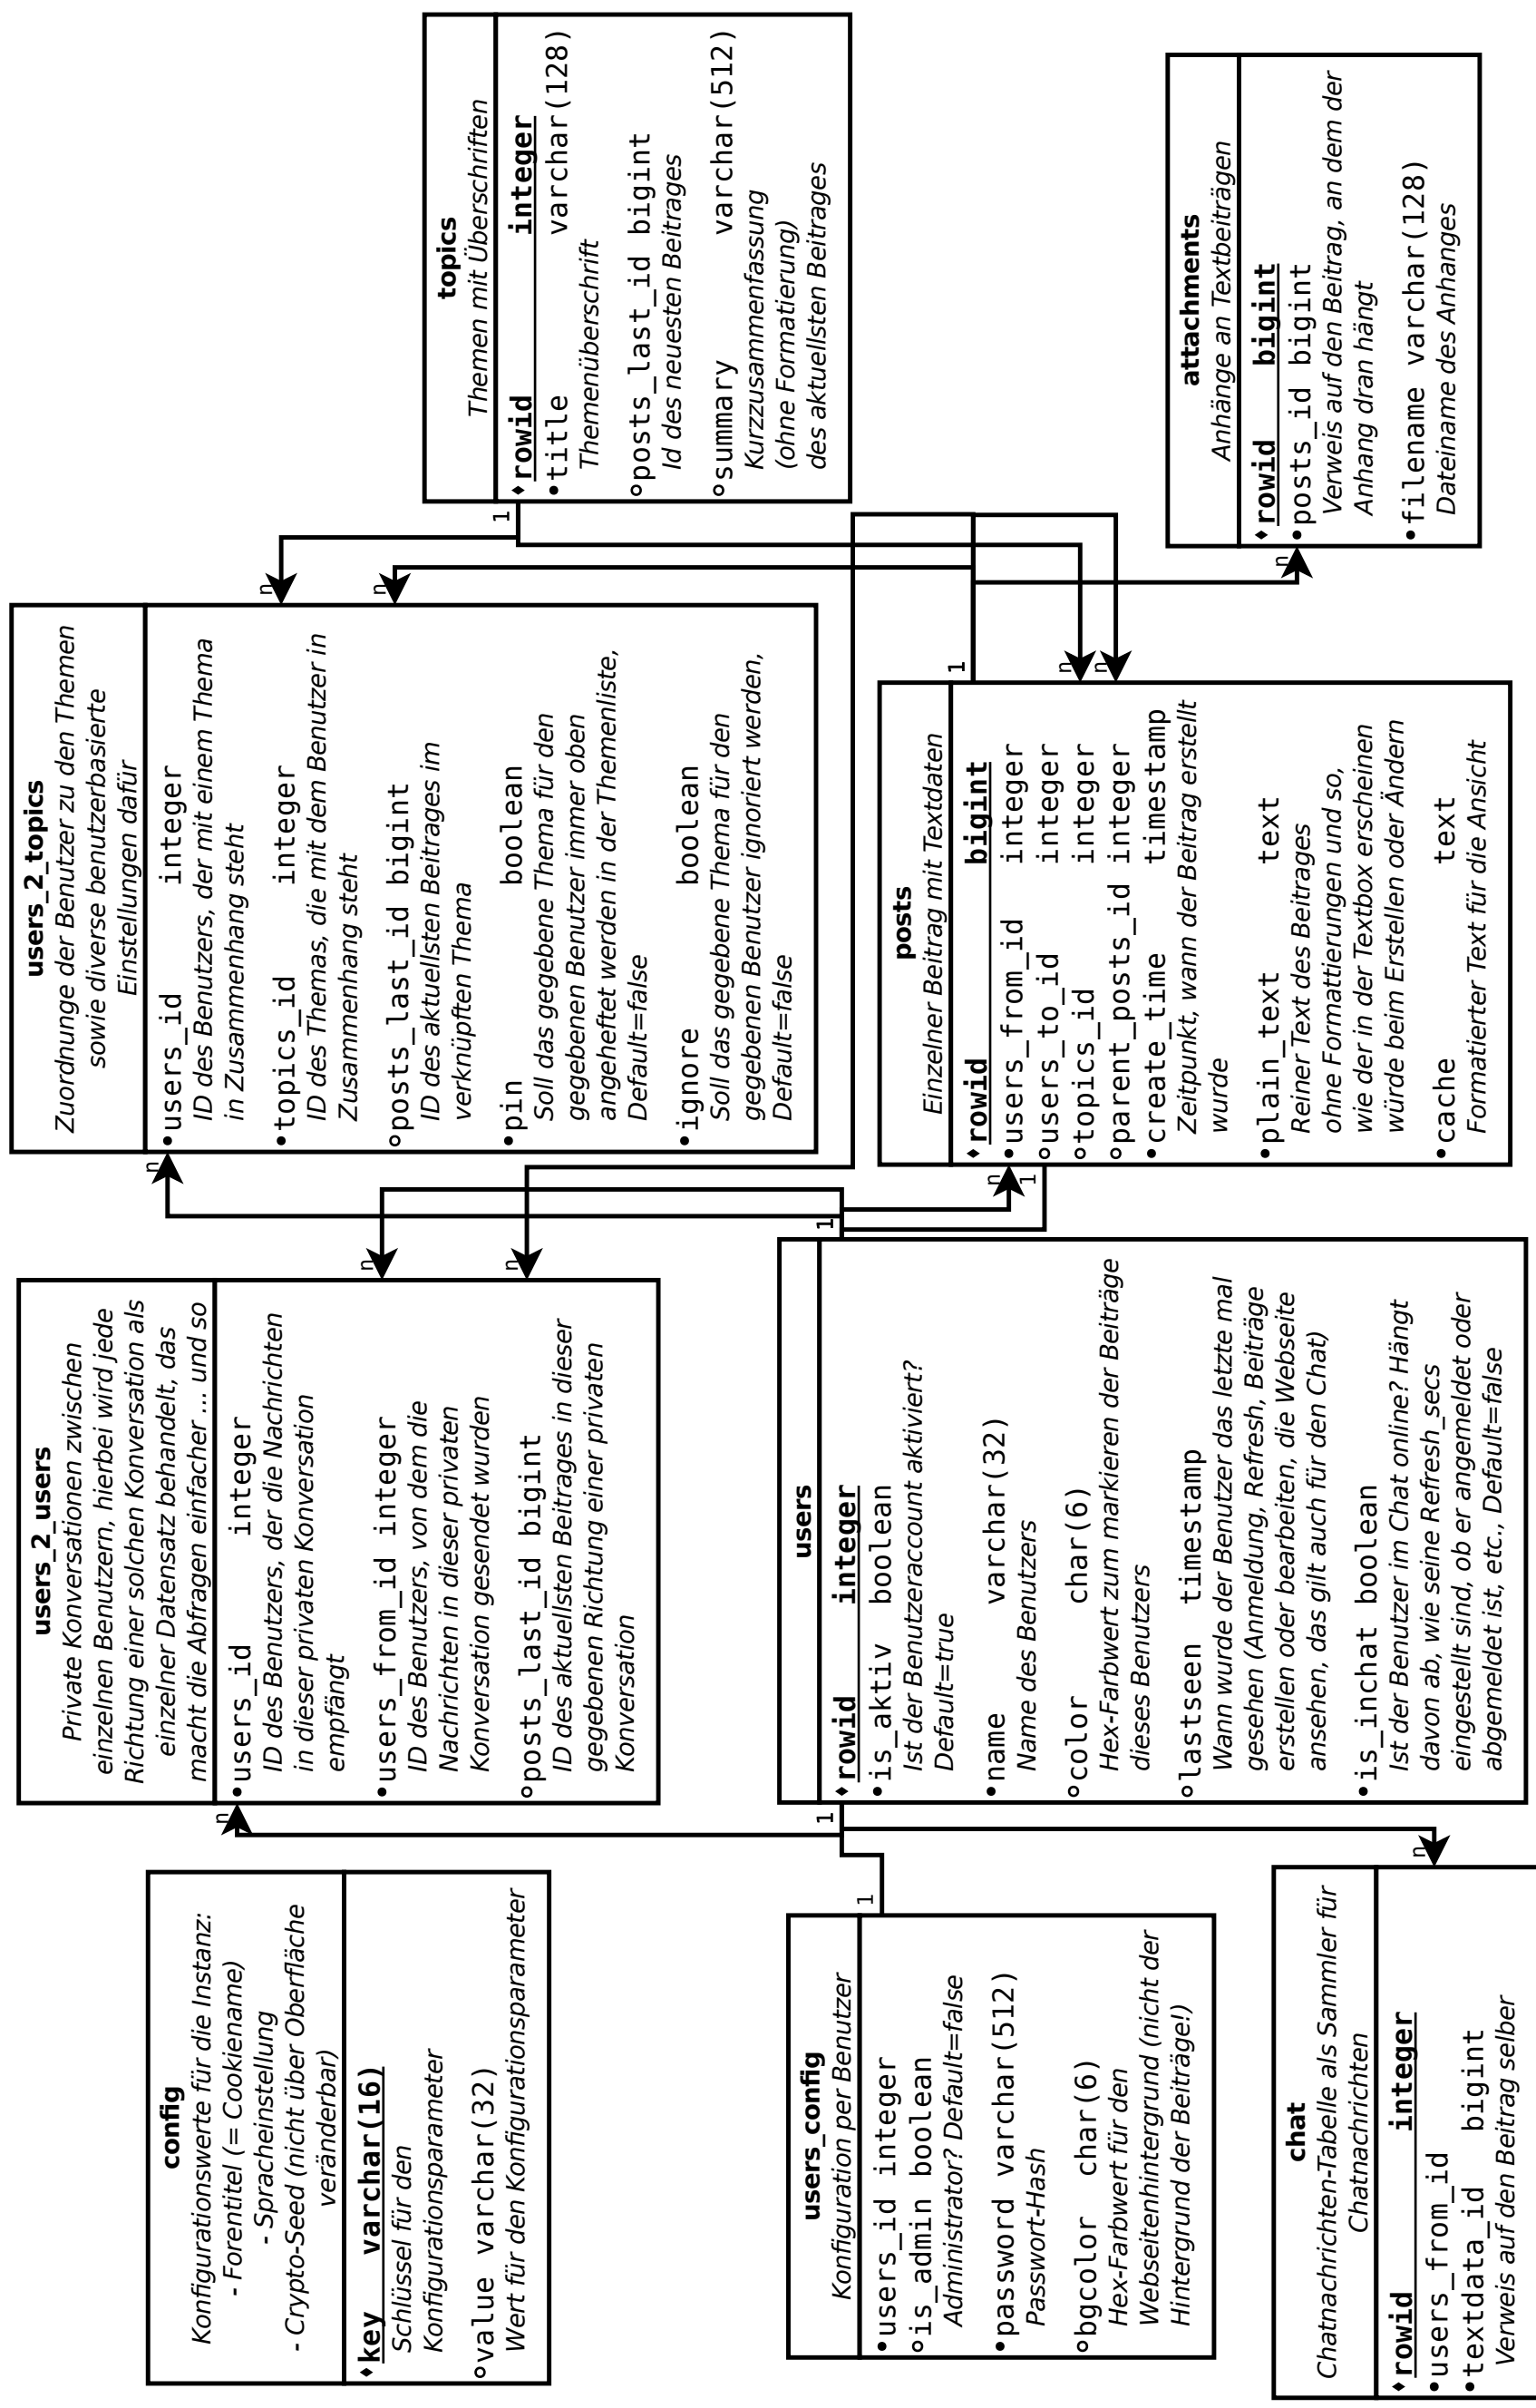 config
Konfigurationswerte für die Instanz:
- Forentitel (= Cookiename)
- Spracheinstellung
- Crypto-Seed (nicht über Oberfläche
veränderbar)
key varchar(16)
Schlüssel für den
Konfigurationsparameter
value varchar(32)
Wert für den Konfigurationsparameter
users_2_users
Private Konversationen zwischen
einzelnen Benutzern, hierbei wird jede
Richtung einer solchen Konversation als
einzelner Datensatz behandelt, das
macht die Abfragen einfacher ... und so
users_id integer
ID des Benutzers, der die Nachrichten
in dieser privaten Konversation
empfängt
users_from_id integer
ID des Benutzers, von dem die
Nachrichten in dieser privaten
Konversation gesendet wurden
posts_last_id bigint
ID des aktuellsten Beitrages in dieser
gegebenen Richtung einer privaten
Konversation
users_2_topics
Zuordnunge der Benutzer zu den Themen
sowie diverse benutzerbasierte
Einstellungen dafür
users_id integer
ID des Benutzers, der mit einem Thema
in Zusammenhang steht
topics_id integer
ID des Themas, die mit dem Benutzer in
Zusammenhang steht
posts_last_id bigint
ID des aktuellsten Beitrages im
verknüpften Thema
pin boolean
Soll das gegebene Thema für den
gegebenen Benutzer immer oben
angeheftet werden in der Themenliste,
Default=false
ignore boolean
Soll das gegebene Thema für den
gegebenen Benutzer ignoriert werden,
Default=false
topics
Themen mit Überschriften
rowid integer
title varchar(128)
Themenüberschrift
posts_last_id bigint
Id des neuesten Beitrages
summary varchar(512)
Kurzzusammenfassung
(ohne Formatierung)
des aktuellsten Beitrages
users_config
Konfiguration per Benutzer
users_id integer
is_admin boolean
Administrator? Default=false
password varchar(512)
Passwort-Hash
bgcolor char(6)
Hex-Farbwert für den
Webseitenhintergrund (nicht der
Hintergrund der Beiträge!)
users
rowid integer
is_aktiv boolean
Ist der Benutzeraccount aktiviert?
Default=true
name varchar(32)
Name des Benutzers
color char(6)
Hex-Farbwert zum markieren der Beiträge
dieses Benutzers
lastseen timestamp
Wann wurde der Benutzer das letzte mal
gesehen (Anmeldung, Refresh, Beiträge
erstellen oder bearbeiten, die Webseite
ansehen, das gilt auch für den Chat)
is_inchat boolean
Ist der Benutzer im Chat online? Hängt
davon ab, wie seine Refresh_secs
eingestellt sind, ob er angemeldet oder
abgemeldet ist, etc., Default=false
posts
Einzelner Beitrag mit Textdaten
rowid bigint
users_from_id integer
users_to_id integer
topics_id integer
parent_posts_id integer
create_time timestamp
Zeitpunkt, wann der Beitrag erstellt
wurde
plain_text text
Reiner Text des Beitrages
ohne Formattierungen und so,
wie der in der Textbox erscheinen
würde beim Erstellen oder Ändern
cache text
Formatierter Text für die Ansicht
attachments
Anhänge an Textbeiträgen
rowid bigint
posts_id bigint
Verweis auf den Beitrag, an dem der
Anhang dran hängt
filename varchar(128)
Dateiname des Anhanges
chat
Chatnachrichten-Tabelle als Sammler für
Chatnachrichten
rowid integer
users_from_id
textdata_id bigint
Verweis auf den Beitrag selber
n
n
n
n
n
n
1
1
1
1
n
1
1
n
n
n
n
1